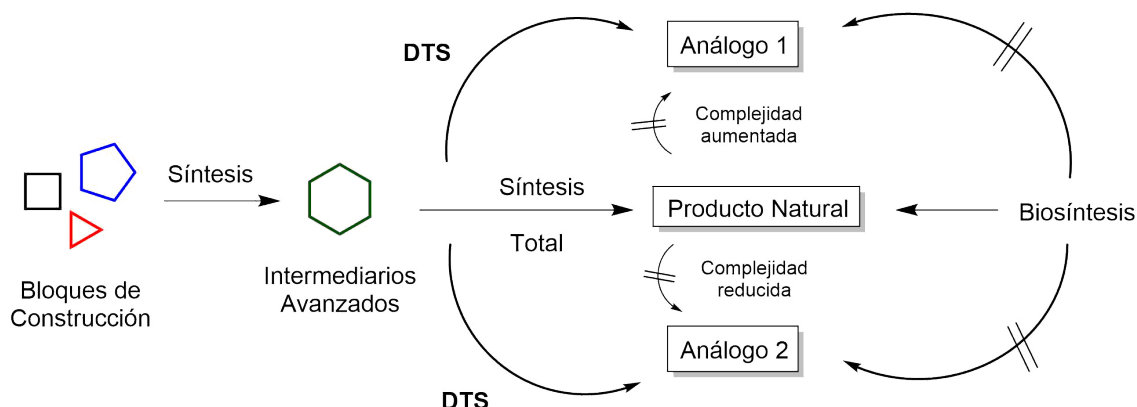 DTS
Análogo 1
Complejidad
aumentada
Síntesis
Síntesis
Total
Producto Natural
Biosíntesis
Intermediarios
Avanzados
Bloques de
Construcción
Complejidad
reducida
Análogo 2
DTS